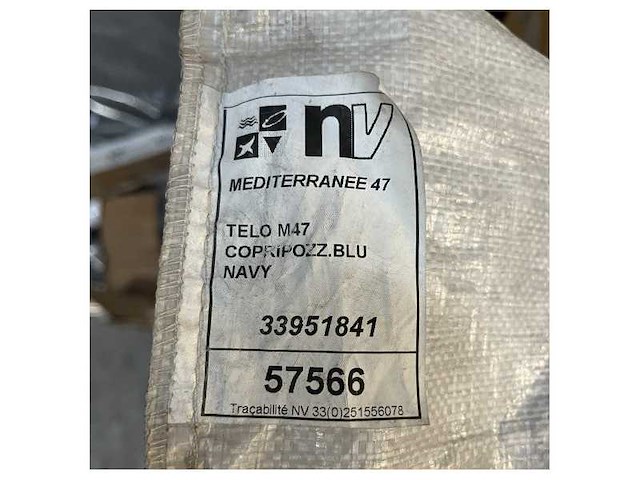 nv
MEDITERRANEE 47
TELO M47
COPRIPOZZ.BLU
NAVY
33951841
57566
Traçabilité NV 33(0)251556078